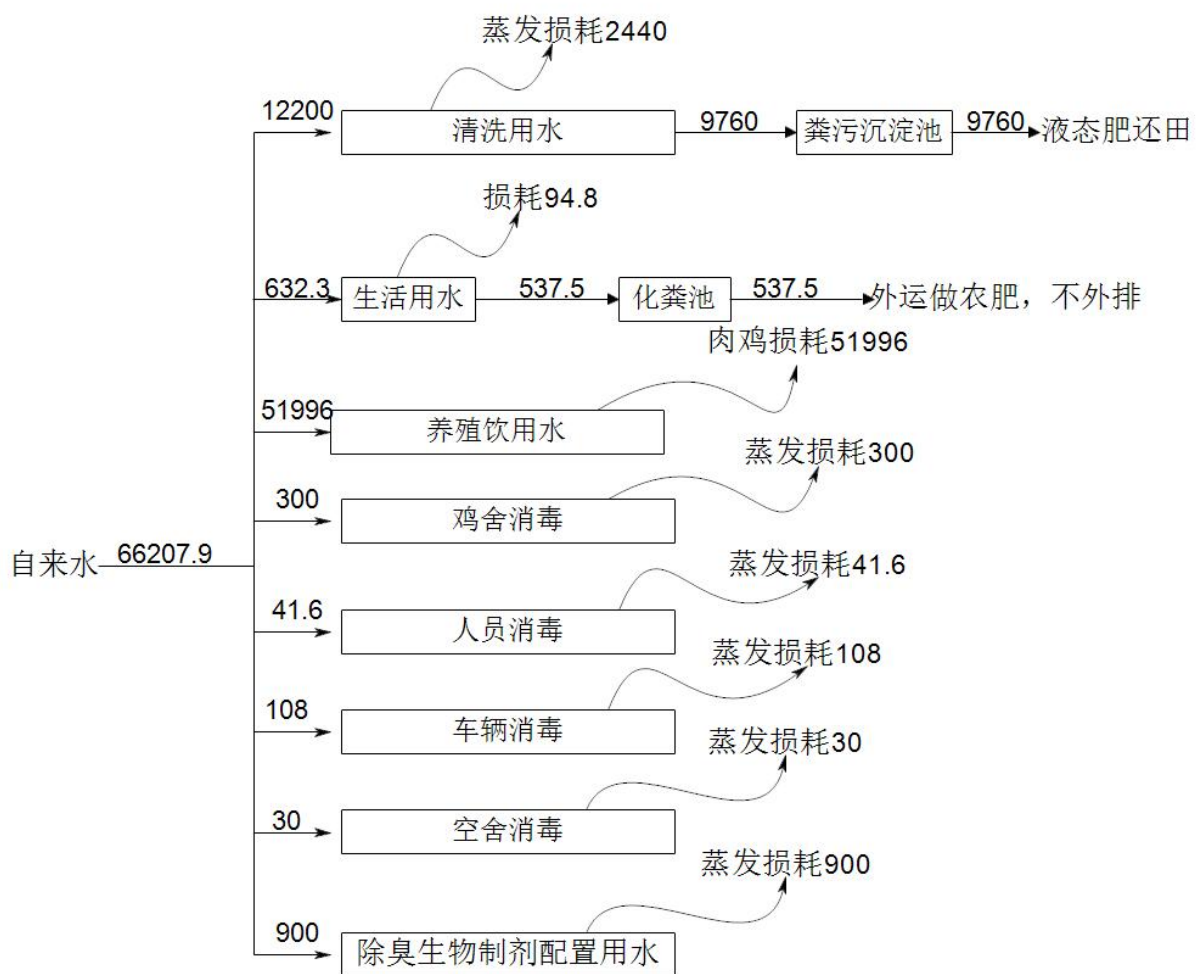 蒸发损耗2440
12200
清洗用水
9760
粪污沉淀池
9760
液态肥还田
损耗94.8
632.3
生活用水
537.5
化粪池
537.5
外运做农肥，不外排
肉鸡损耗51996
51996
养殖饮用水
蒸发损耗300
300
鸡舍消毒
自来水
66207.9
蒸发损耗41.6
41.6
人员消毒
蒸发损耗108
108
车辆消毒
蒸发损耗30
30
空舍消毒
蒸发损耗900
900
除臭生物制剂配置用水